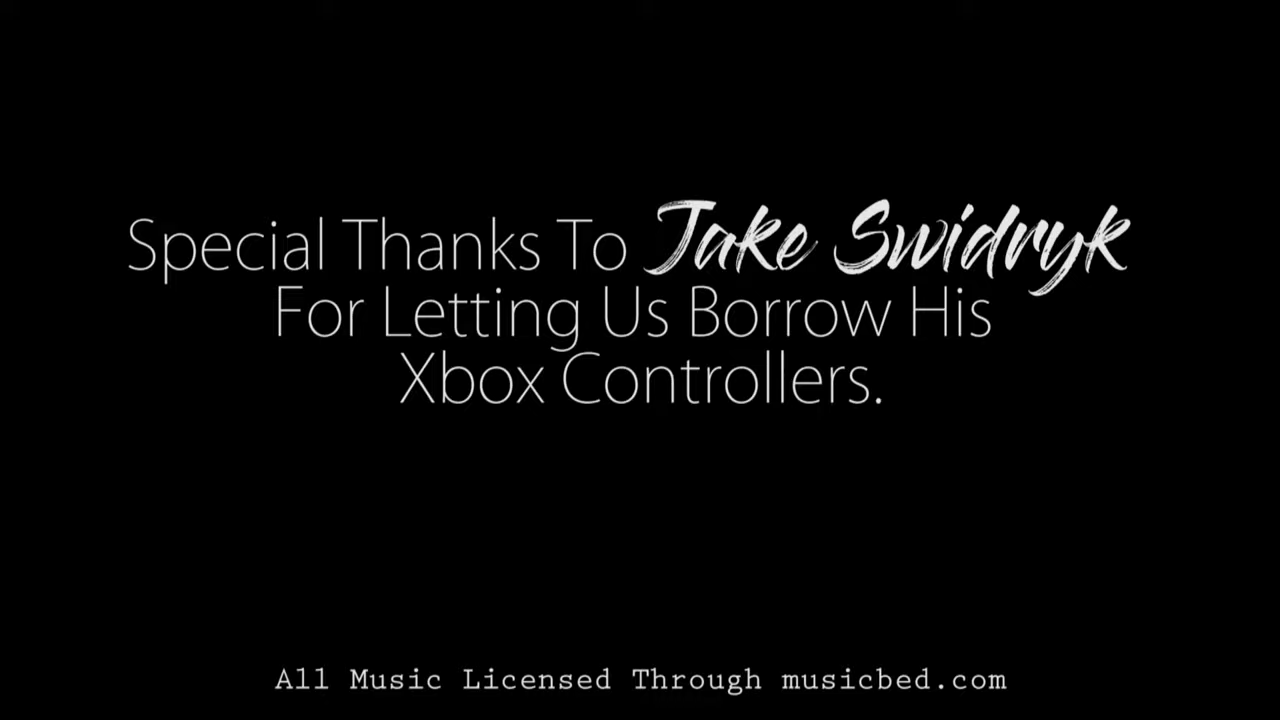 Special Thanks To Jake Swidryk
For Letting Us Borrow His
Xbox Controllers.
All Music Licensed Through musicbed.com